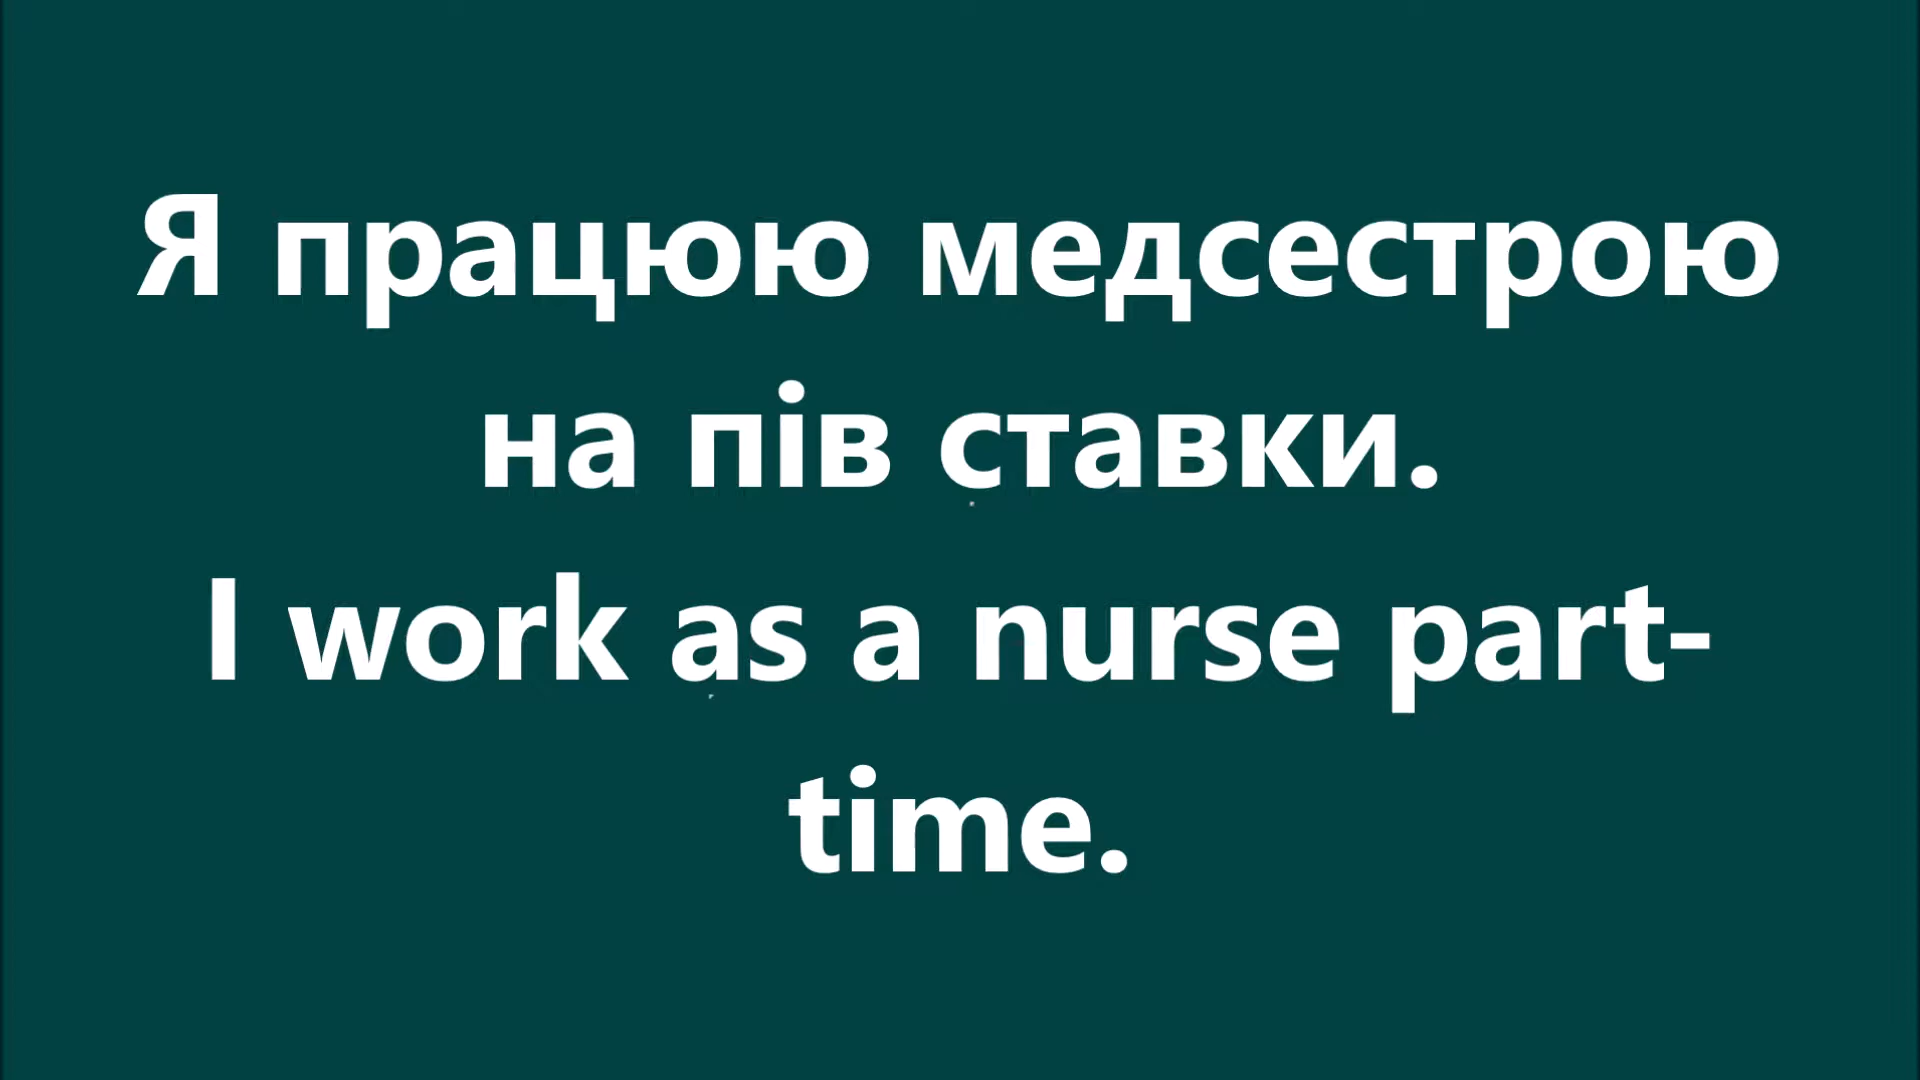 Я працюю медсестрою
на пів ставки.
I work as a nurse part-
time.